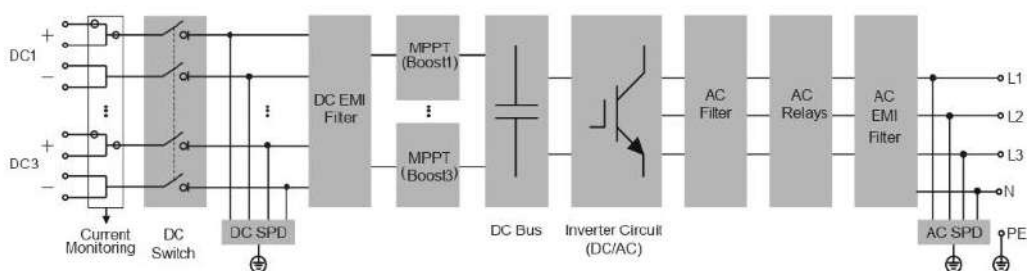 DC1
+
−
+
DC3
−
Current
Monitoring
DC
Switch
DC SPD
DC EMI
Filter
MPPT
(Boost1)
MPPT
(Boost3)
DC Bus
Inverter Circuit
(DC/AC)
AC
Filter
AC
Relays
AC
EMI
Filter
AC SPD
L1
L2
L3
N
PE